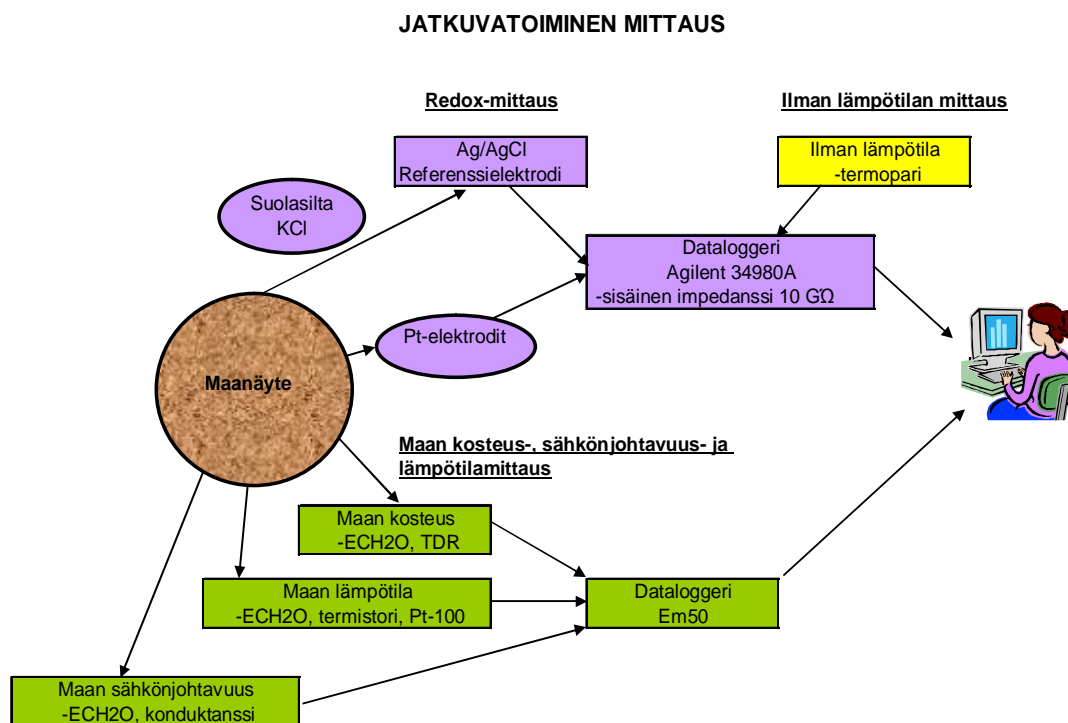 JATKUVATOIMINEN MITTAUS
Redox-mittaus
Ilman lämpötilan mittaus
Ag/AgCl
Referenssielektrodi
Ilman lämpötila
-termopari
Suolasilta
KCl
Dataloggeri
Agilent 34980A
-sisäinen impedanssi 10 GΏ
Pt-elektrodit
Maanäyte
Maan kosteus-, sähkönjohtavuus- ja
lämpötilamittaus
Maan kosteus
-ECH2O, TDR
Maan lämpötila
-ECH2O, termistori, Pt-100
Dataloggeri
Em50
Maan sähkönjohtavuus
-ECH2O, konduktanssi